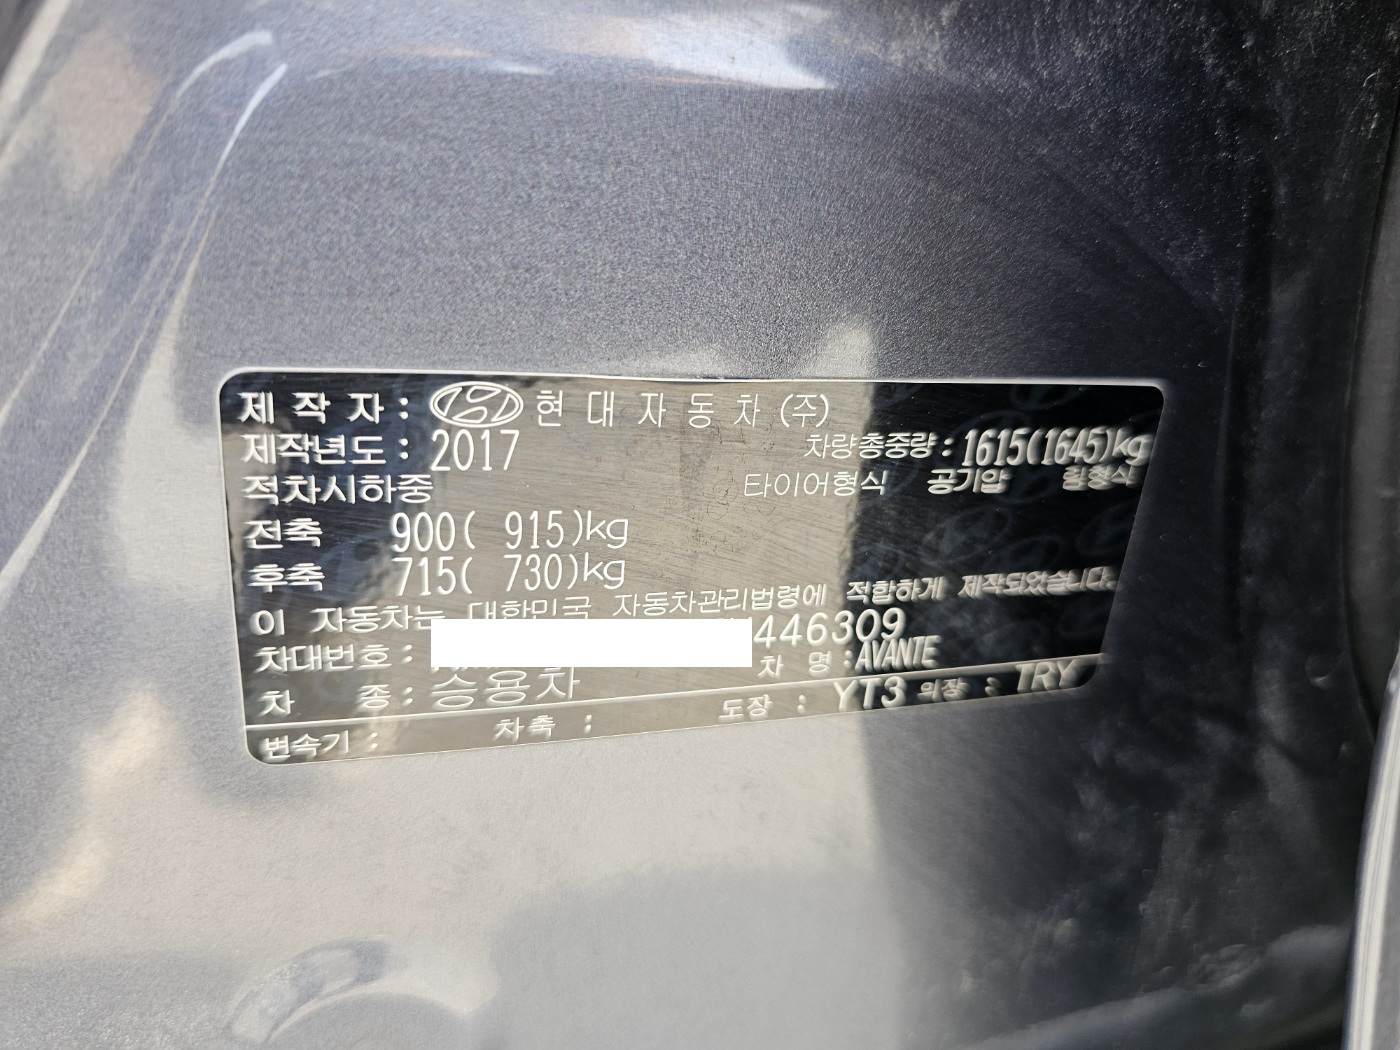 제 작 자 : 현 대 자 동 차 (주)
제작년도 : 2017 차량총중량 : 1615(1645)kg
적차시하중 타이어형식 공기압 림형식
전축 900( 915)kg
후축 715( 730)kg
이 자동차는 대한민국 자동차관리법령에 적합하게 제작되었습니다.
차대번호 : 446309
차 종 : 승용차 차 명 : AVANTE
변속기 : 차축 : 도장 : YT3 의장 : TRY